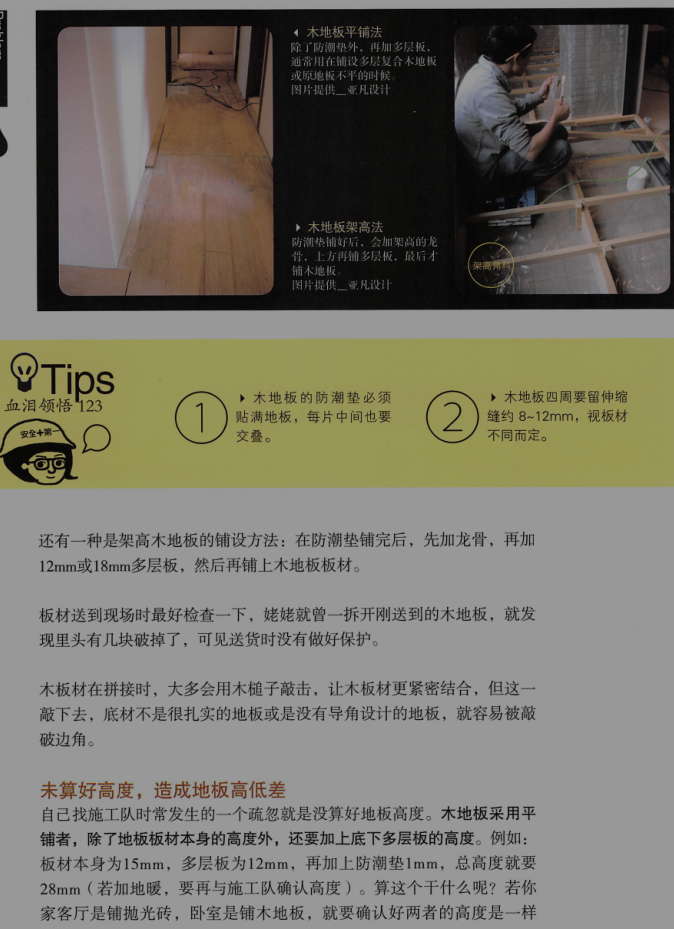 木地板平铺法
除了防潮垫外，再加多层板，
通常用在铺设多层复合木地板
或原地板不平的时候。
图片提供__亚凡设计
木地板架高法
防潮垫铺好后，会加架高的龙
骨，上方再铺多层板，最后才
铺木地板。
图片提供__亚凡设计
架高角料
Tips
血泪领悟 123
安全+第一
1
木地板的防潮垫必须
贴满地板，每片中间也要
交叠。
2
木地板四周要留伸缩
缝约 8~12mm，视板材
不同而定。
还有一种是架高木地板的铺设方法：在防潮垫铺完后，先加龙骨，再加
12mm或18mm多层板，然后再铺上木地板板材。
板材送到现场时最好检查一下，姥姥就曾一拆开刚送到的木地板，就发
现里头有几块破掉了，可见送货时没有做好保护。
木板材在拼接时，大多会用木槌子敲击，让木板材更紧密结合，但这一
敲下去，底材不是很扎实的地板或是没有导角设计的地板，就容易被敲
破边角。
未算好高度，造成地板高低差
自己找施工队时常发生的一个疏忽就是没算好地板高度。木地板采用平
铺者，除了地板板材本身的高度外，还要加上底下多层板的高度。例如：
板材本身为15mm，多层板为12mm，再加上防潮垫1mm，总高度就要
28mm（若加地暖，要再与施工队确认高度）。算这个干什么呢？若你
家客厅是铺抛光砖，卧室是铺木地板，就要确认好两者的高度是一样